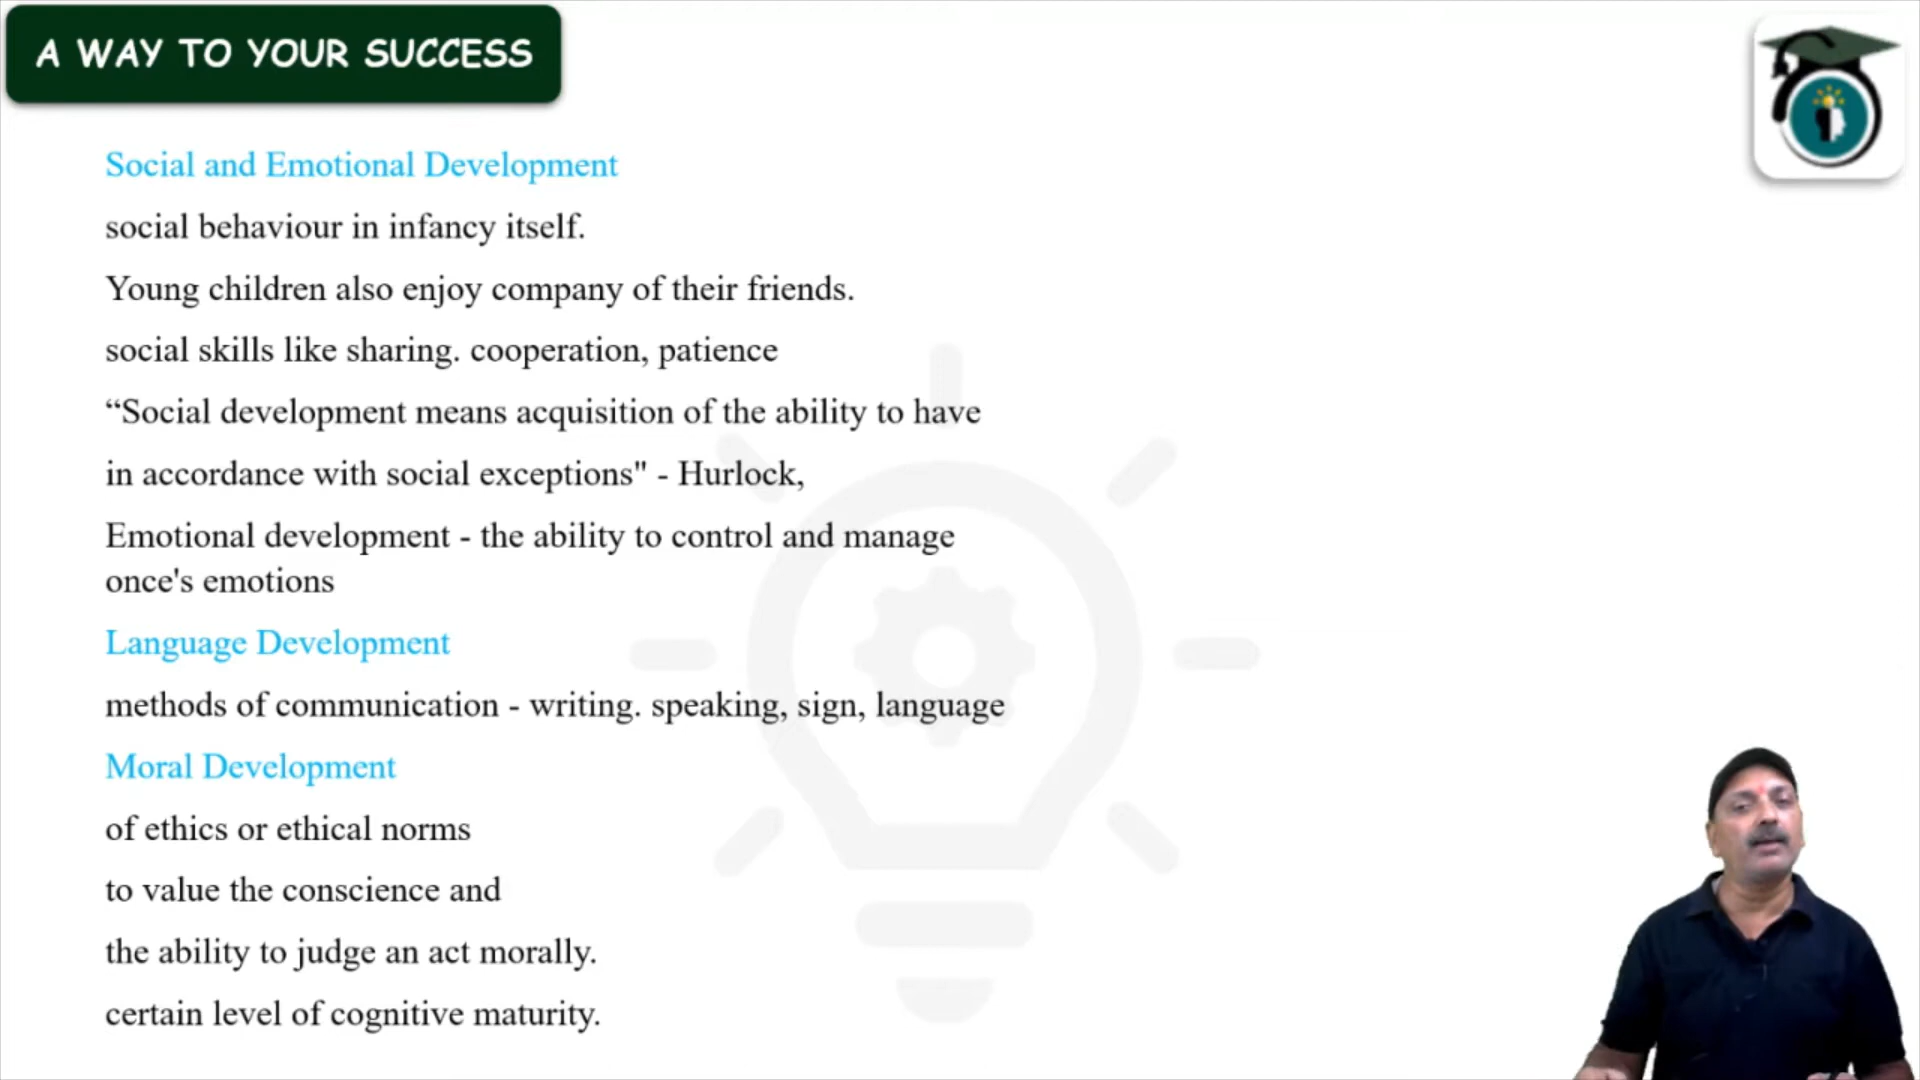 A WAY TO YOUR SUCCESS
Social and Emotional Development
social behaviour in infancy itself.
Young children also enjoy company of their friends.
social skills like sharing. cooperation, patience
“Social development means acquisition of the ability to have
in accordance with social exceptions" - Hurlock,
Emotional development - the ability to control and manage
once's emotions
Language Development
methods of communication - writing. speaking, sign, language
Moral Development
of ethics or ethical norms
to value the conscience and
the ability to judge an act morally.
certain level of cognitive maturity.